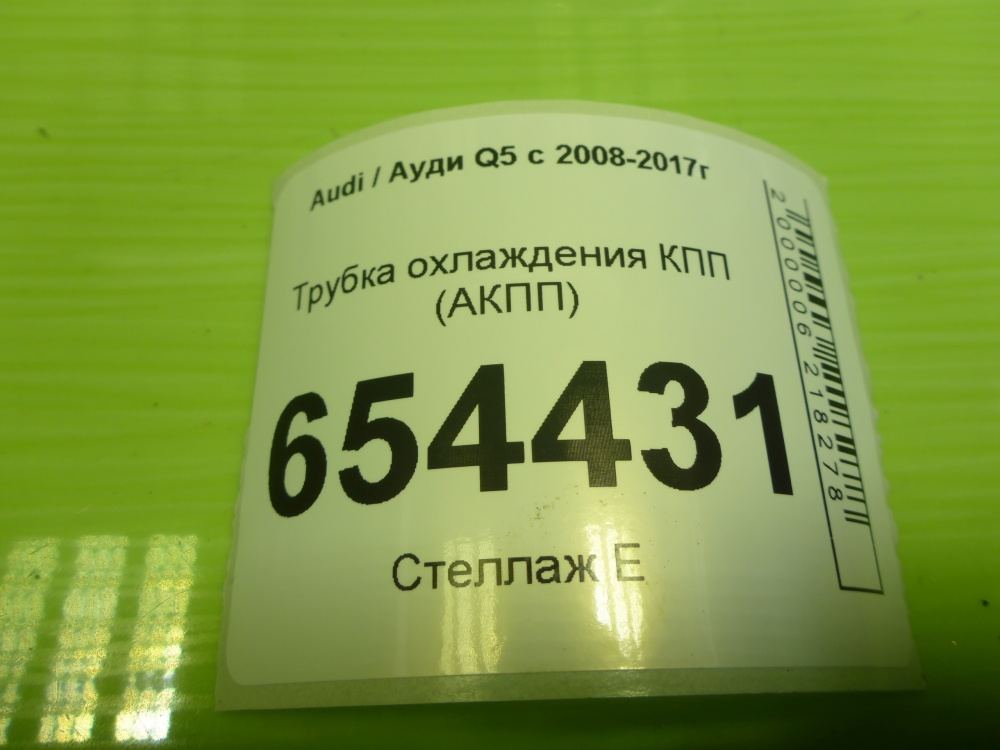 Audi / Ауди Q5 с 2008-2017г
Трубка охлаждения КПП
(АКПП)
654431
Стеллаж Е
2000006218278